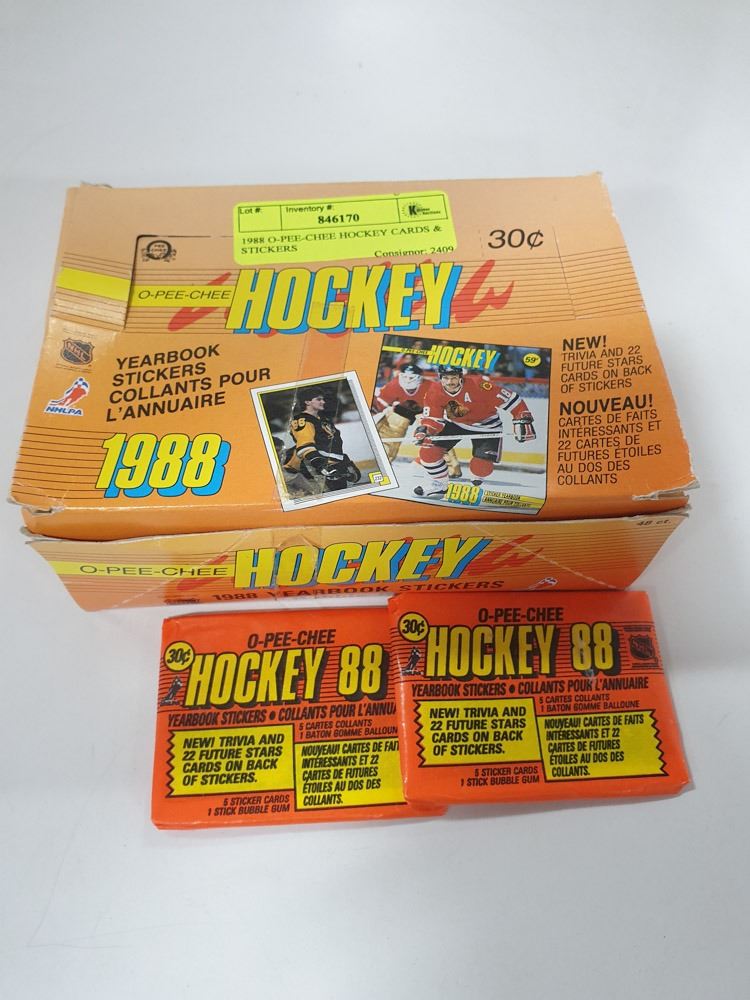 Lot #: Inventory #:
846170
1988 O-PEE-CHEE HOCKEY CARDS &
STICKERS
Consignor: 2409
30¢
O-PEE-CHEE HOCKEY
NHL
NHLPA
YEARBOOK
STICKERS
COLLANTS POUR
L'ANNUAIRE
1988
HOCKEY
59¢
1988
NEW!
TRIVIA AND 22
FUTURE STARS
CARDS ON BACK
OF STICKERS
NOUVEAU!
CARTES DE FAITS
INTÉRESSANTS ET
22 CARTES DE
FUTURES ÉTOILES
AU DOS DES
COLLANTS
48 ct.
O-PEE-CHEE HOCKEY
1988 YEARBOOK STICKERS
30¢
O-PEE-CHEE
HOCKEY 88
YEARBOOK STICKERS • COLLANTS POUR L'ANNU
5 CARTES COLLANTS
1 BATON GOMME BALLOUN
NEW! TRIVIA AND
22 FUTURE STARS
CARDS ON BACK
OF STICKERS.
NOUVEAU! CARTES DE FAIT
INTÉRESSANTS ET 22
CARTES DE FUTURES
ÉTOILES AU DOS DES
COLLANTS.
5 STICKER CARDS
1 STICK BUBBLE GUM
30¢
O-PEE-CHEE
HOCKEY 88
YEARBOOK STICKERS • COLLANTS POUR L'ANNUAIRE
5 CARTES COLLANTS
1 BATON GOMME BALLOUNE
NEW! TRIVIA AND
22 FUTURE STARS
CARDS ON BACK
OF STICKERS.
NOUVEAU! CARTES DE FAITS
INTÉRESSANTS ET 22
CARTES DE FUTURES
ÉTOILES AU DOS DES
COLLANTS.
5 STICKER CARDS
1 STICK BUBBLE GUM